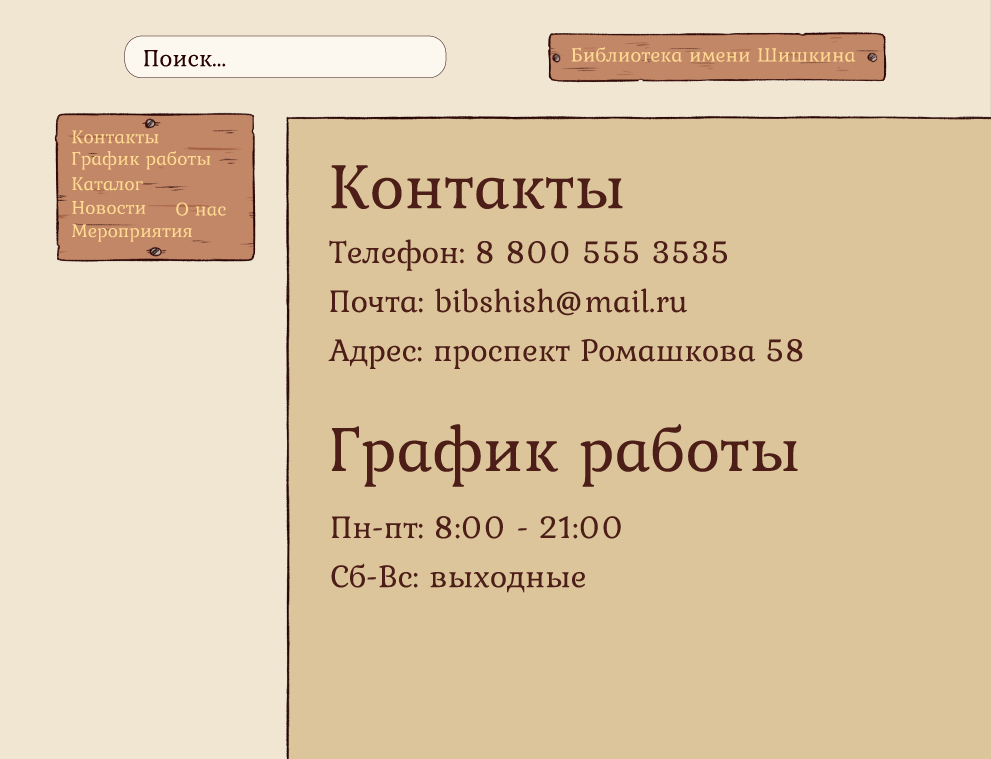 Поиск...
Библиотека имени Шишкина
Контакты
График работы
Каталог
Новости О нас
Мероприятия
Контакты
Телефон: 8 800 555 3535
Почта: bibshish@mail.ru
Адрес: проспект Ромашкова 58
График работы
Пн-пт: 8:00 - 21:00
Сб-Вс: выходные